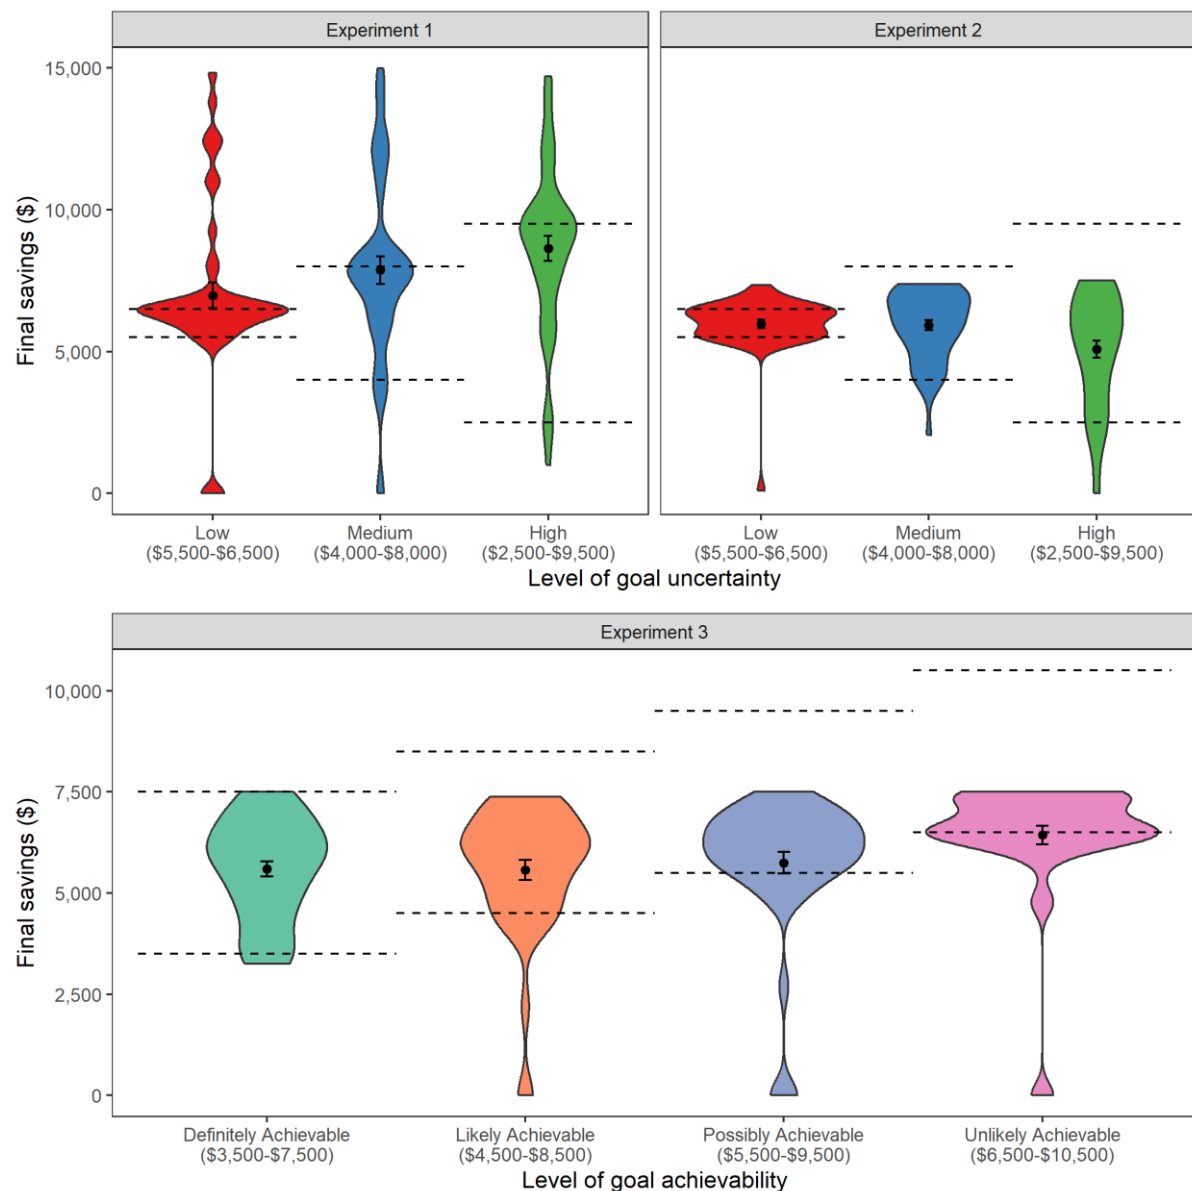 Experiment 1
Experiment 2
Final savings ($)
15,000
10,000
5,000
0
Low
($5,500-$6,500)
Medium
($4,000-$8,000)
High
($2,500-$9,500)
Low
($5,500-$6,500)
Medium
($4,000-$8,000)
High
($2,500-$9,500)
Level of goal uncertainty
Experiment 3
Final savings ($)
10,000
7,500
5,000
2,500
0
Definitely Achievable
($3,500-$7,500)
Likely Achievable
($4,500-$8,500)
Possibly Achievable
($5,500-$9,500)
Unlikely Achievable
($6,500-$10,500)
Level of goal achievability